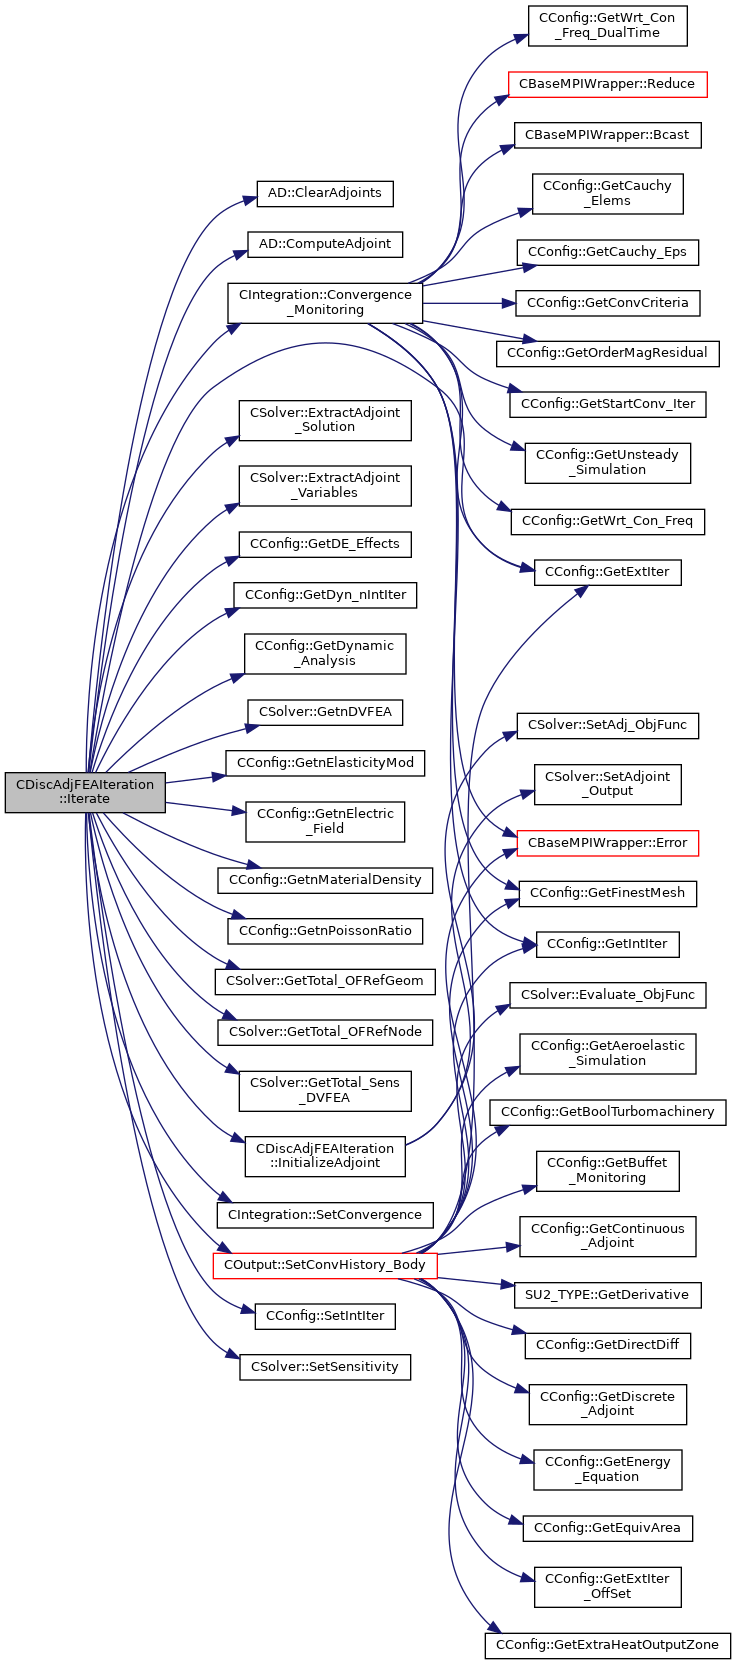 CDiscAdjFEAIteration
::Iterate
AD::ClearAdjoints
AD::ComputeAdjoint
CIntegration::Convergence
_Monitoring
CSolver::ExtractAdjoint
_Solution
CSolver::ExtractAdjoint
_Variables
CConfig::GetDE_Effects
CConfig::GetDyn_nIntIter
CConfig::GetDynamic
_Analysis
CSolver::GetnDVFEA
CConfig::GetnElasticityMod
CConfig::GetnElectric
_Field
CConfig::GetnMaterialDensity
CConfig::GetnPoissonRatio
CSolver::GetTotal_OFRefGeom
CSolver::GetTotal_OFRefNode
CSolver::GetTotal_Sens
_DVFEA
CDiscAdjFEAIteration
::InitializeAdjoint
CIntegration::SetConvergence
COutput::SetConvHistory_Body
CConfig::SetIntIter
CSolver::SetSensitivity
CConfig::GetWrt_Con
_Freq_DualTime
CBaseMPIWrapper::Reduce
CBaseMPIWrapper::Bcast
CConfig::GetCauchy
_Elems
CConfig::GetCauchy_Eps
CConfig::GetConvCriteria
CConfig::GetOrderMagResidual
CConfig::GetStartConv_Iter
CConfig::GetUnsteady
_Simulation
CConfig::GetWrt_Con_Freq
CConfig::GetExtIter
CSolver::SetAdj_ObjFunc
CSolver::SetAdjoint
_Output
CBaseMPIWrapper::Error
CConfig::GetFinestMesh
CConfig::GetIntIter
CSolver::Evaluate_ObjFunc
CConfig::GetAeroelastic
_Simulation
CConfig::GetBoolTurbomachinery
CConfig::GetBuffet
_Monitoring
CConfig::GetContinuous
_Adjoint
SU2_TYPE::GetDerivative
CConfig::GetDirectDiff
CConfig::GetDiscrete
_Adjoint
CConfig::GetEnergy
_Equation
CConfig::GetEquivArea
CConfig::GetExtIter
_OffSet
CConfig::GetExtraHeatOutputZone